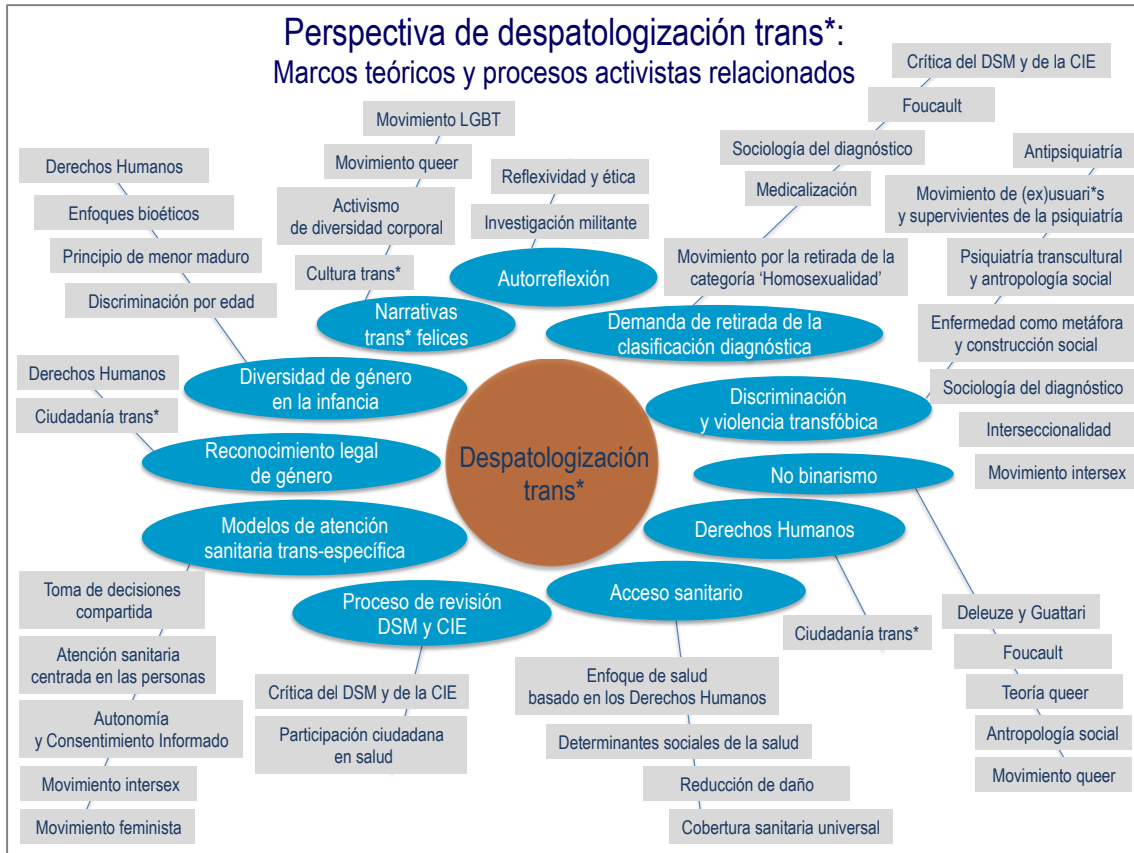 Perspectiva de despatologización trans*:
Marcos teóricos y procesos activistas relacionados
Crítica del DSM y de la CIE
Foucault
Sociología del diagnóstico
Medicalización
Movimiento por la retirada de la
categoría ‘Homosexualidad’
Demanda de retirada de la
clasificación diagnóstica
Movimiento LGBT
Movimiento queer
Activismo
de diversidad corporal
Cultura trans*
Narrativas
trans* felices
Reflexividad y ética
Investigación militante
Autorreflexión
Derechos Humanos
Enfoques bioéticos
Principio de menor maduro
Discriminación por edad
Diversidad de género
en la infancia
Antipsiquiatría
Movimiento de (ex)usuari*s
y supervivientes de la psiquiatría
Psiquiatría transcultural
y antropología social
Enfermedad como metáfora
y construcción social
Sociología del diagnóstico
Interseccionalidad
Movimiento intersex
Discriminación
y violencia transfóbica
Derechos Humanos
Ciudadanía trans*
Reconocimiento legal
de género
Despatologización
trans*
No binarismo
Deleuze y Guattari
Foucault
Teoría queer
Antropología social
Movimiento queer
Derechos Humanos
Ciudadanía trans*
Modelos de atención
sanitaria trans-específica
Toma de decisiones
compartida
Atención sanitaria
centrada en las personas
Autonomía
y Consentimiento Informado
Movimiento intersex
Movimiento feminista
Proceso de revisión
DSM y CIE
Crítica del DSM y de la CIE
Participación ciudadana
en salud
Acceso sanitario
Enfoque de salud
basado en los Derechos Humanos
Determinantes sociales de la salud
Reducción de daño
Cobertura sanitaria universal